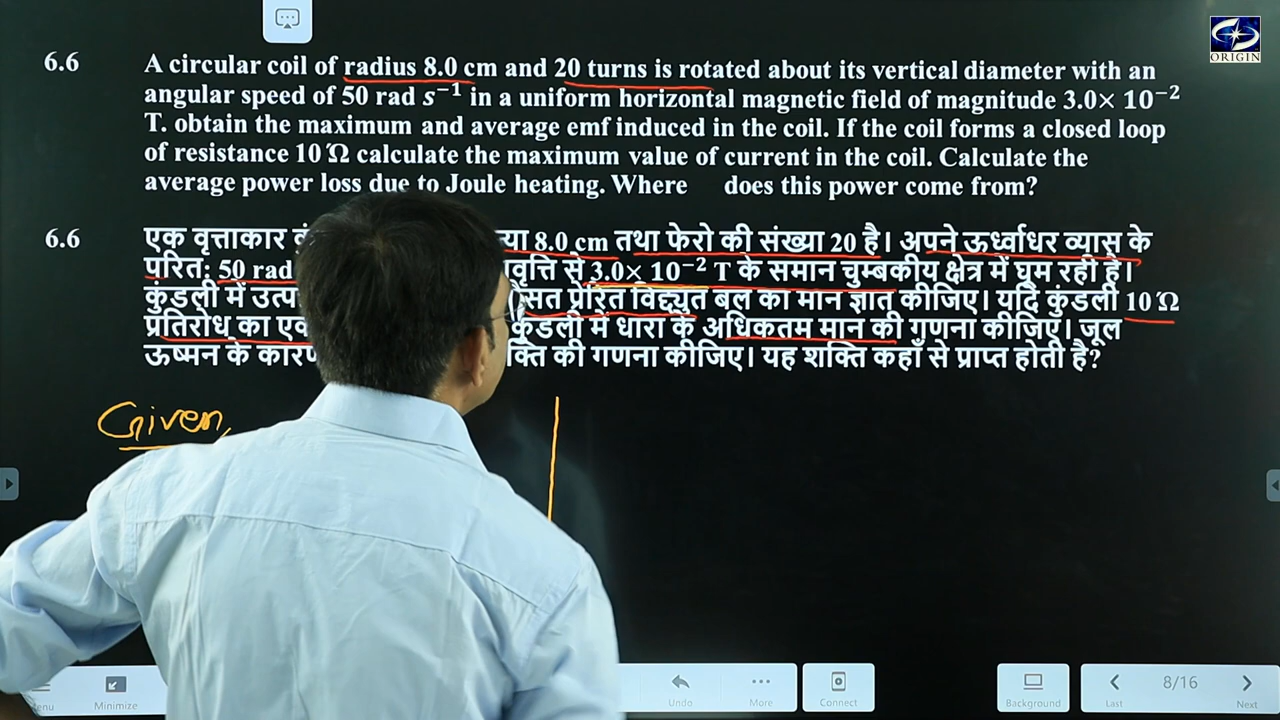 ORIGIN
6.6 A circular coil of radius 8.0 cm and 20 turns is rotated about its vertical diameter with an
angular speed of 50 rad s⁻¹ in a uniform horizontal magnetic field of magnitude 3.0× 10⁻²
T. obtain the maximum and average emf induced in the coil. If the coil forms a closed loop
of resistance 10 Ω calculate the maximum value of current in the coil. Calculate the
average power loss due to Joule heating. Where does this power come from?
6.6 एक वृत्ताकार 8.0 cm तथा फेरो की संख्या 20 है। अपने ऊर्ध्वाधर व्यास के
परित: 50 rad से 3.0× 10⁻² T के समान चुम्बकीय क्षेत्र में घूम रही है।
कुंडली में प्रेरित विद्द्युत बल का मान ज्ञात कीजिए। यदि कुंडली 10 Ω
प्रतिरोध का कुंडली में धारा के अधिकतम मान की गणना कीजिए। जूल
ऊष्मन के की गणना कीजिए। यह शक्ति कहाँ से प्राप्त होती है?
Given,
Minimize Undo More Connect Background Last 8/16 Next